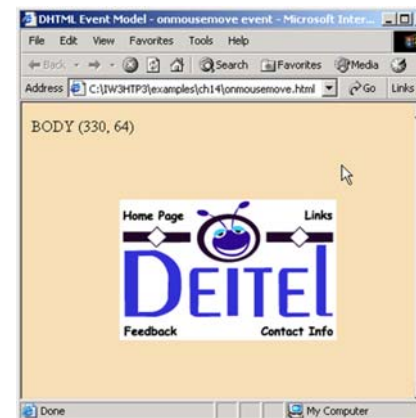 DHTML Event Model - onmousemove event - Microsoft Inter...
File Edit View Favorites Tools Help
Back Search Favorites Media
Address C:\IW3HTP3\examples\ch14\onmousemove.html Go Links
BODY (330, 64)
Home Page Links
DEITEL
Feedback Contact Info
Done My Computer